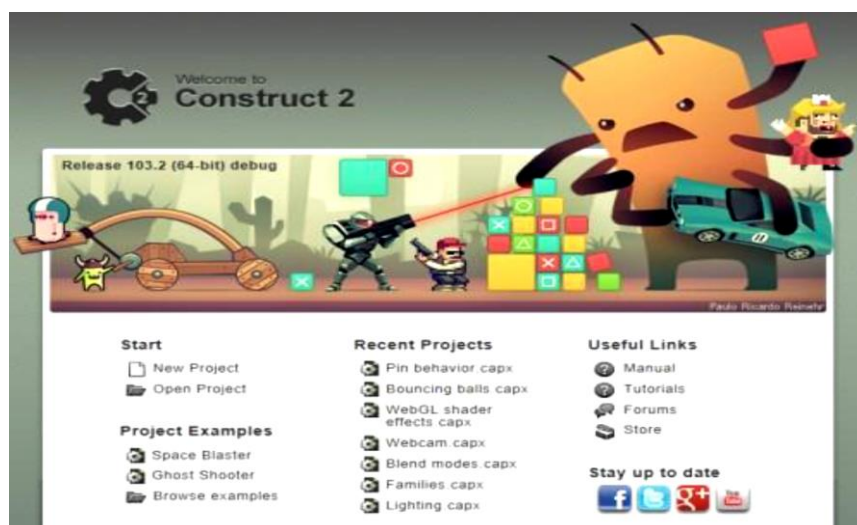 Welcome to
Construct 2
Release 103.2 (64-bit) debug
Paulo Ricardo Reinehr
Start
New Project
Open Project
Project Examples
Space Blaster
Ghost Shooter
Browse examples
Recent Projects
Pin behavior.capx
Bouncing balls.capx
WebGL shader
effects.capx
Webcam.capx
Blend modes.capx
Families.capx
Lighting.capx
Useful Links
Manual
Tutorials
Forums
Store
Stay up to date